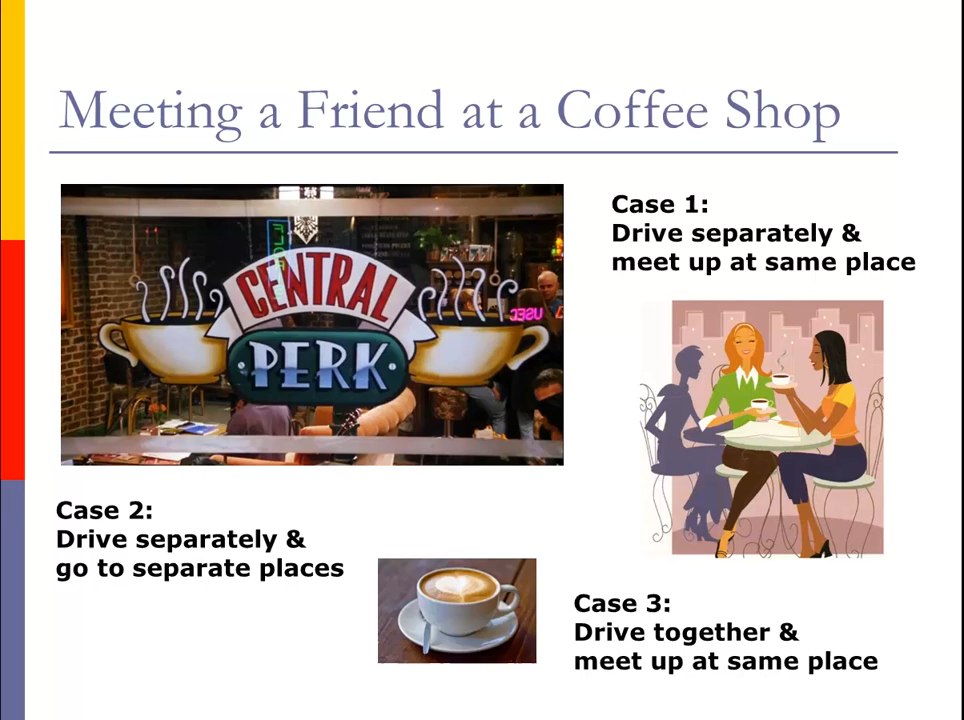 Meeting a Friend at a Coffee Shop
Case 1:
Drive separately &
meet up at same place
CENTRAL
PERK
Case 2:
Drive separately &
go to separate places
Case 3:
Drive together &
meet up at same place